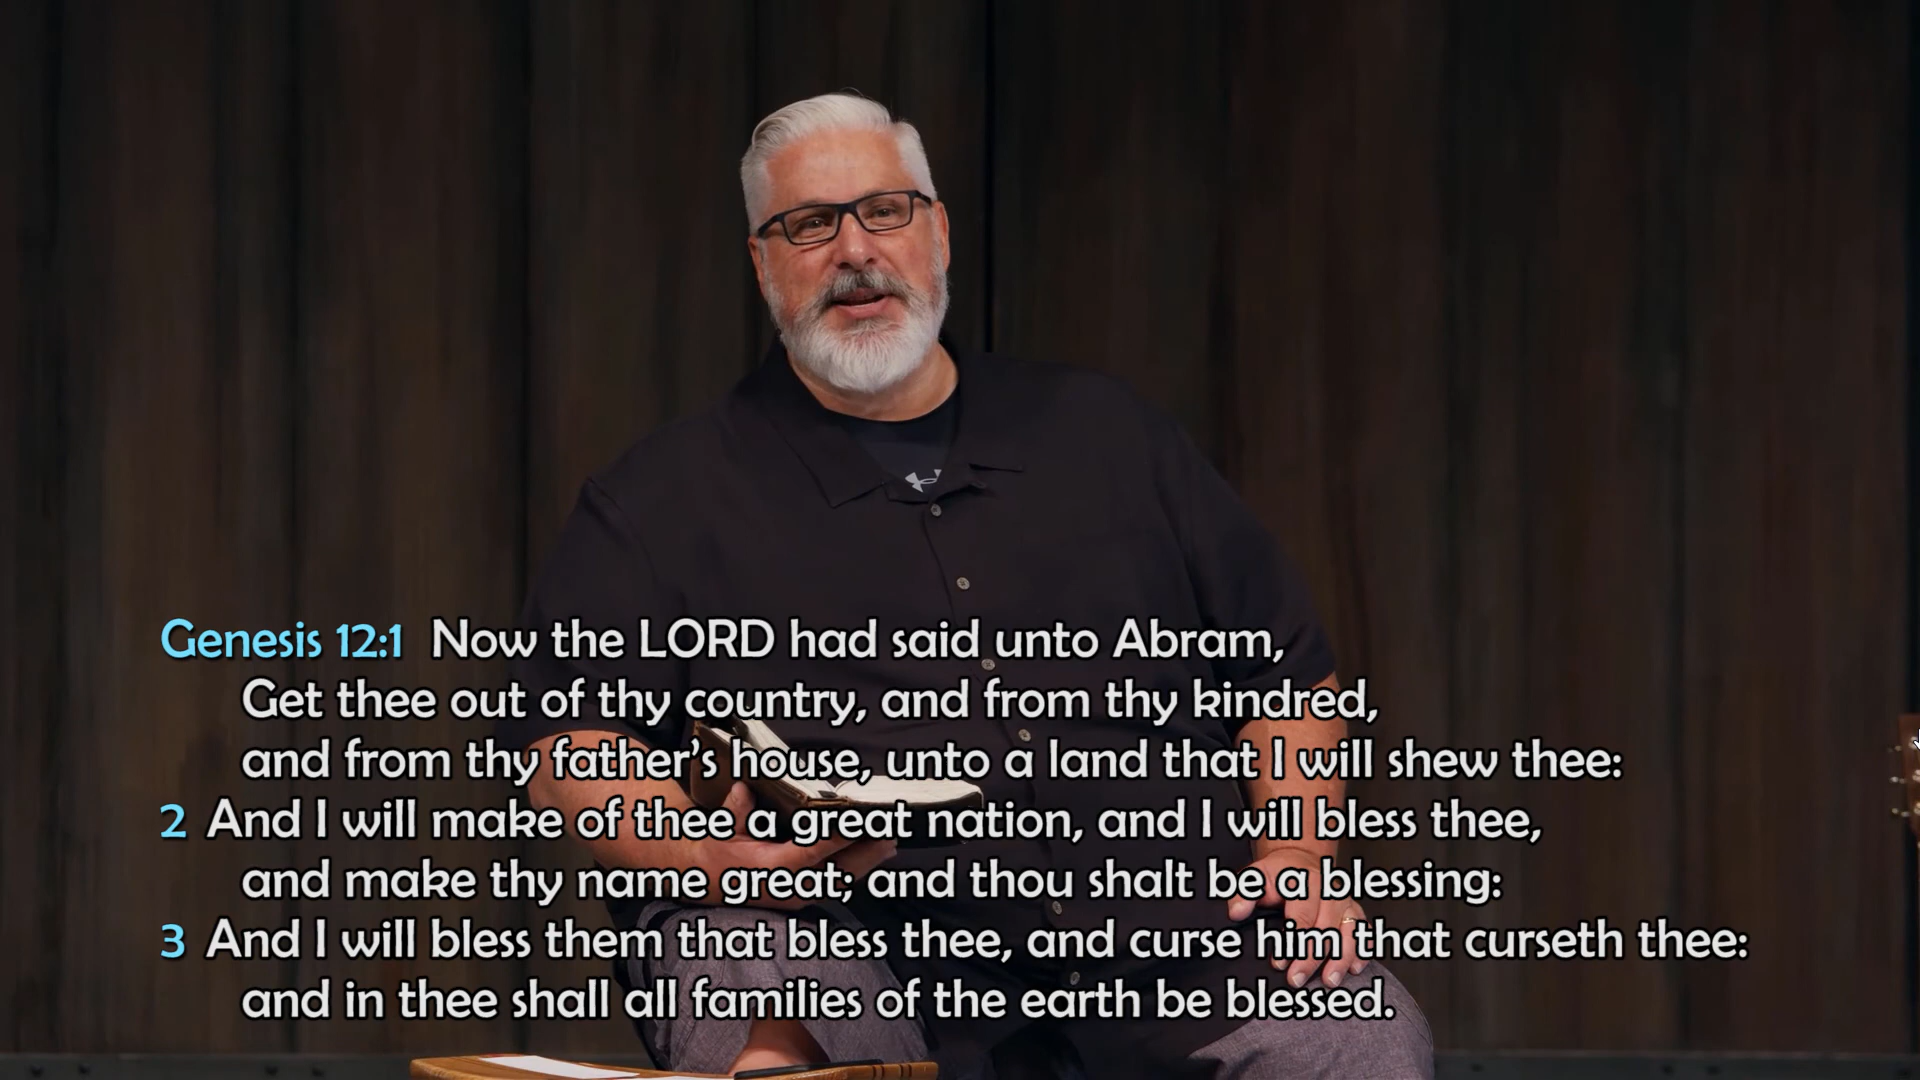 Genesis 12:1 Now the LORD had said unto Abram,
Get thee out of thy country, and from thy kindred,
and from thy father’s house, unto a land that I will shew thee:
2 And I will make of thee a great nation, and I will bless thee,
and make thy name great; and thou shalt be a blessing:
3 And I will bless them that bless thee, and curse him that curseth thee:
and in thee shall all families of the earth be blessed.